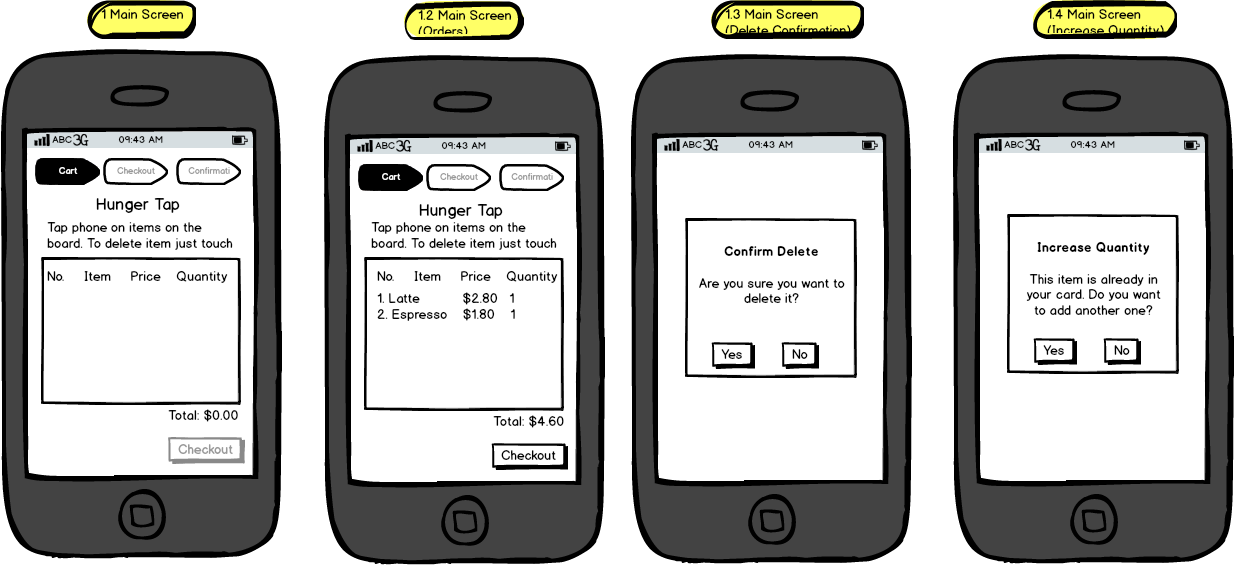 1 Main Screen
ABC 3G 09:43 AM
Cart Checkout Confirmati
Hunger Tap
Tap phone on items on the
board. To delete item just touch
No. Item Price Quantity
Total: $0.00
Checkout
1.2 Main Screen
(Orders)
ABC 3G 09:43 AM
Cart Checkout Confirmati
Hunger Tap
Tap phone on items on the
board. To delete item just touch
No. Item Price Quantity
1. Latte $2.80 1
2. Espresso $1.80 1
Total: $4.60
Checkout
1.3 Main Screen
(Delete Confirmation)
ABC 3G 09:43 AM
Confirm Delete
Are you sure you want to
delete it?
Yes No
1.4 Main Screen
(Increase Quantity)
ABC 3G 09:43 AM
Increase Quantity
This item is already in
your card. Do you want
to add another one?
Yes No